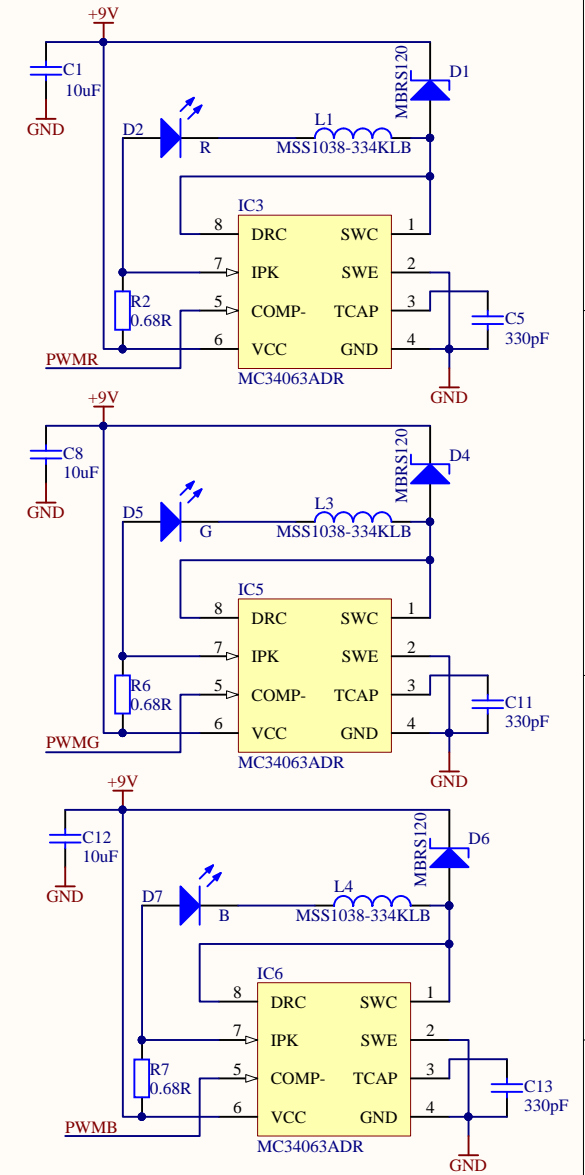 +9V
C1
10uF
GND
MBRS120
D1
D2
R
L1
MSS1038-334KLB
IC3
8 DRC SWC 1
7 IPK SWE 2
5 COMP- TCAP 3
6 VCC GND 4
R2
0.68R
C5
330pF
PWMR
MC34063ADR
GND
+9V
C8
10uF
GND
MBRS120
D4
D5
G
L3
MSS1038-334KLB
IC5
8 DRC SWC 1
7 IPK SWE 2
5 COMP- TCAP 3
6 VCC GND 4
R6
0.68R
C11
330pF
PWMG
MC34063ADR
GND
+9V
C12
10uF
GND
MBRS120
D6
D7
B
L4
MSS1038-334KLB
IC6
8 DRC SWC 1
7 IPK SWE 2
5 COMP- TCAP 3
6 VCC GND 4
R7
0.68R
C13
330pF
PWMB
MC34063ADR
GND